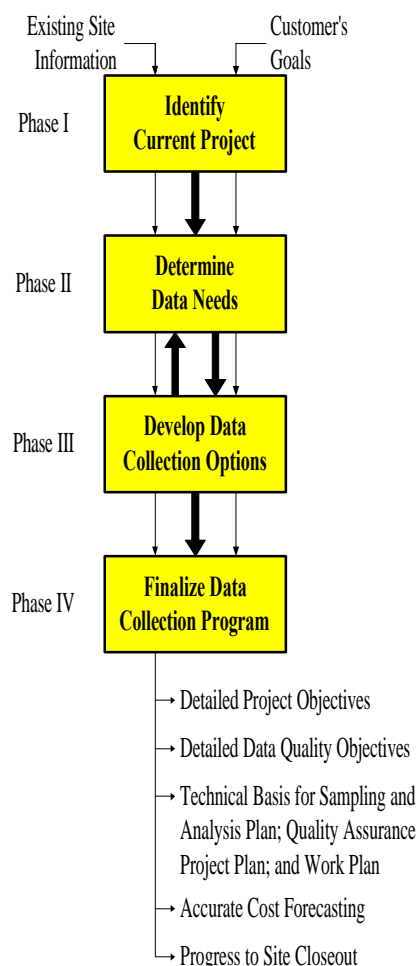 Existing Site
Information
Customer's
Goals
Phase I
Identify
Current Project
Phase II
Determine
Data Needs
Phase III
Develop Data
Collection Options
Phase IV
Finalize Data
Collection Program
Detailed Project Objectives
Detailed Data Quality Objectives
Technical Basis for Sampling and
Analysis Plan; Quality Assurance
Project Plan; and Work Plan
Accurate Cost Forecasting
Progress to Site Closeout